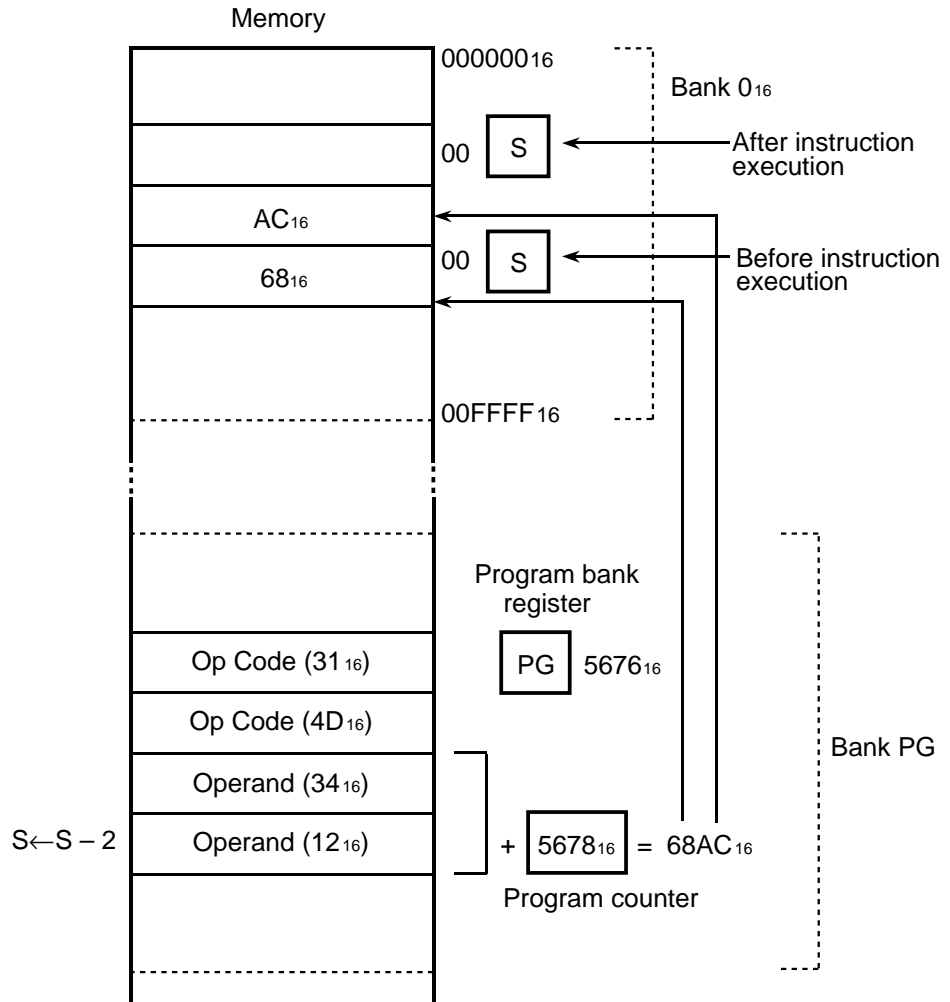 Memory
000000₁₆
Bank 0₁₆
00 S
After instruction
execution
AC₁₆
00 S
Before instruction
execution
68₁₆
00FFFF₁₆
Program bank
register
Op Code (31₁₆)
PG 5676₁₆
Op Code (4D₁₆)
Bank PG
Operand (34₁₆)
S←S – 2
Operand (12₁₆)
+ 5678₁₆ = 68AC₁₆
Program counter